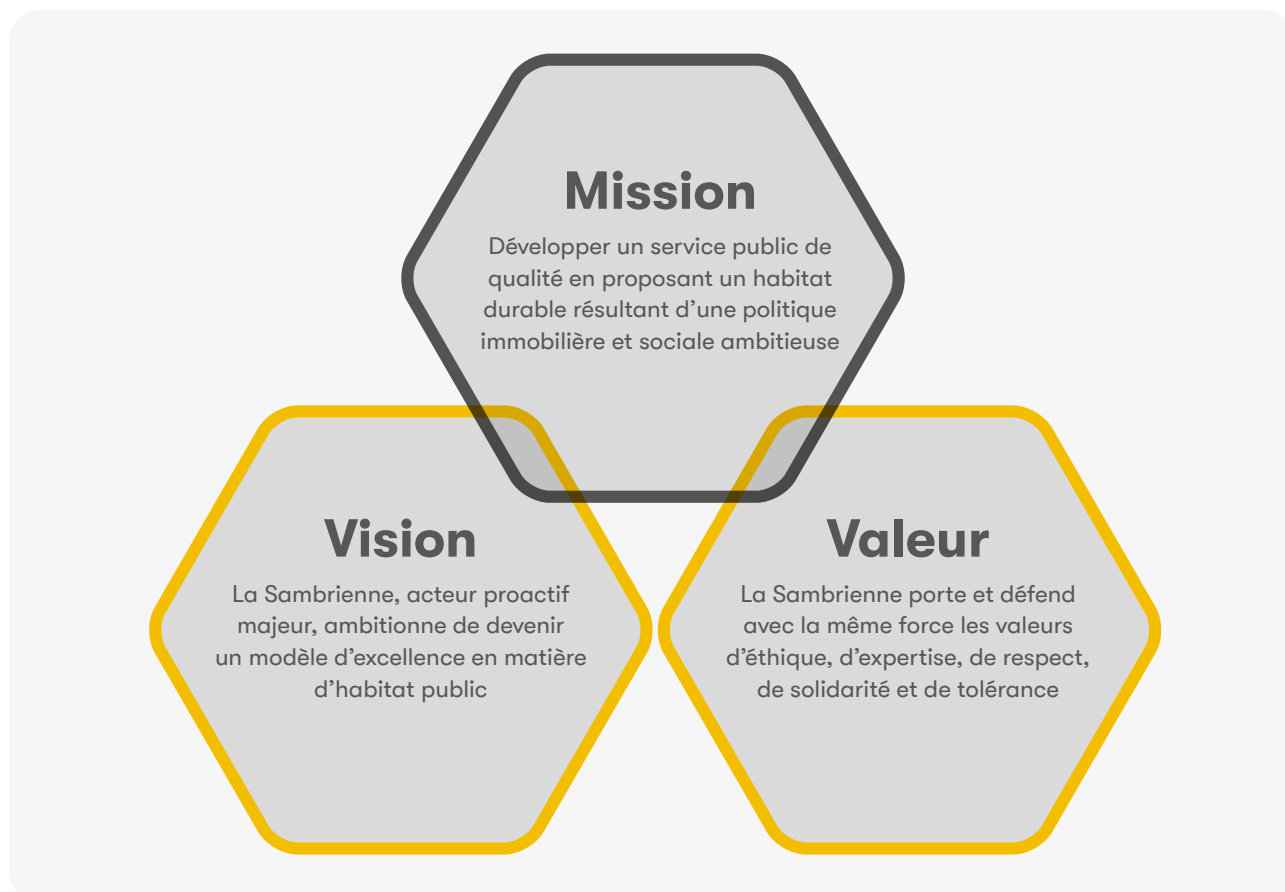 Mission
Développer un service public de
qualité en proposant un habitat
durable résultant d’une politique
immobilière et sociale ambitieuse
Vision
La Sambrienne, acteur proactif
majeur, ambitionne de devenir
un modèle d’excellence en matière
d’habitat public
Valeur
La Sambrienne porte et défend
avec la même force les valeurs
d’éthique, d’expertise, de respect,
de solidarité et de tolérance